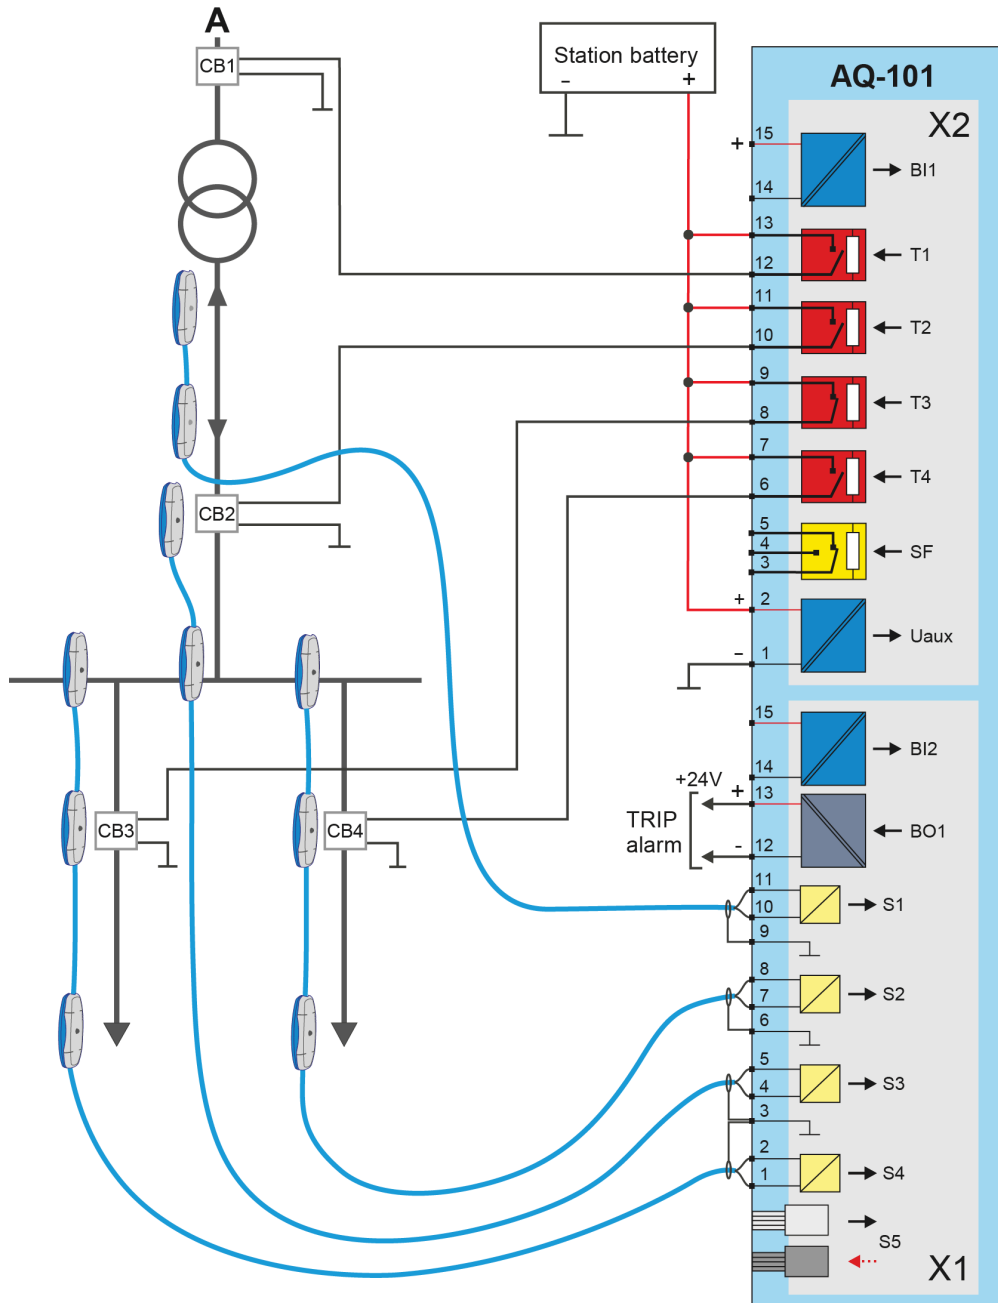 A
CB1
Station battery
–
+
AQ-101
X2
+
15
BI1
14
13
T1
12
11
T2
10
9
T3
8
7
T4
6
CB2
5
4
SF
3
+
2
Uaux
–
1
15
BI2
14
+24V
+
13
TRIP
alarm
BO1
-
12
CB3
CB4
11
S1
10
9
8
S2
7
6
5
S3
4
3
2
S4
1
S5
X1